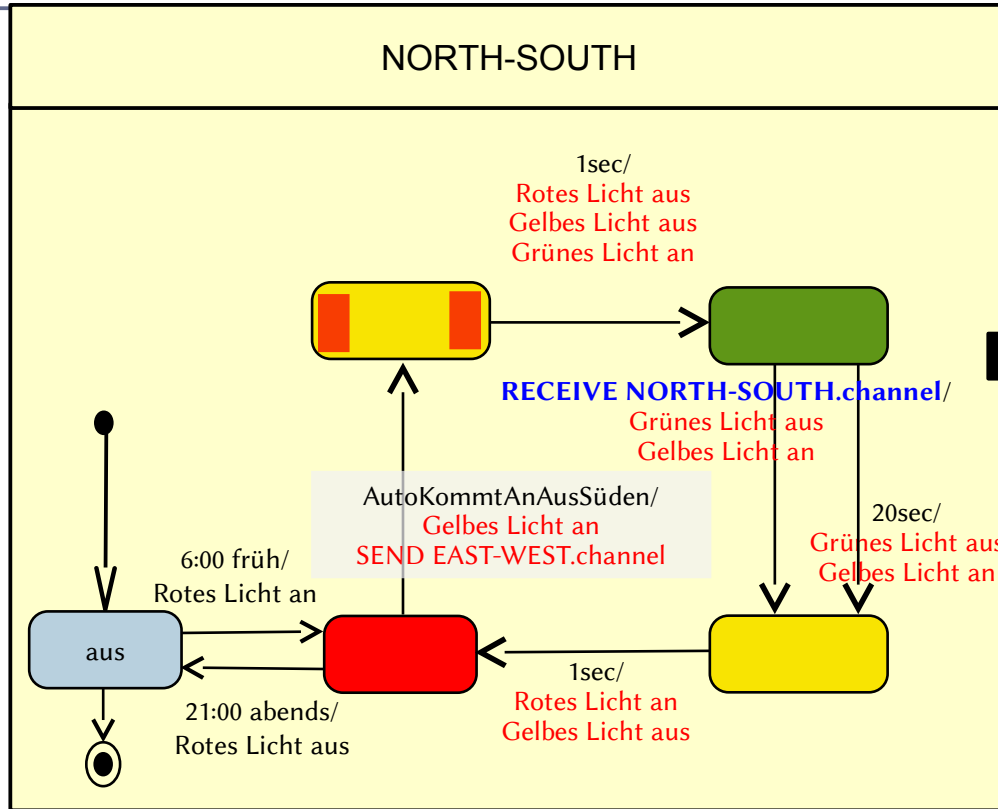 NORTH-SOUTH
1sec/
Rotes Licht aus
Gelbes Licht aus
Grünes Licht an
RECEIVE NORTH-SOUTH.channel/
Grünes Licht aus
Gelbes Licht an
AutoKommtAnAusSüden/
Gelbes Licht an
SEND EAST-WEST.channel
20sec/
Grünes Licht aus
Gelbes Licht an
6:00 früh/
Rotes Licht an
aus
1sec/
Rotes Licht an
Gelbes Licht aus
21:00 abends/
Rotes Licht aus